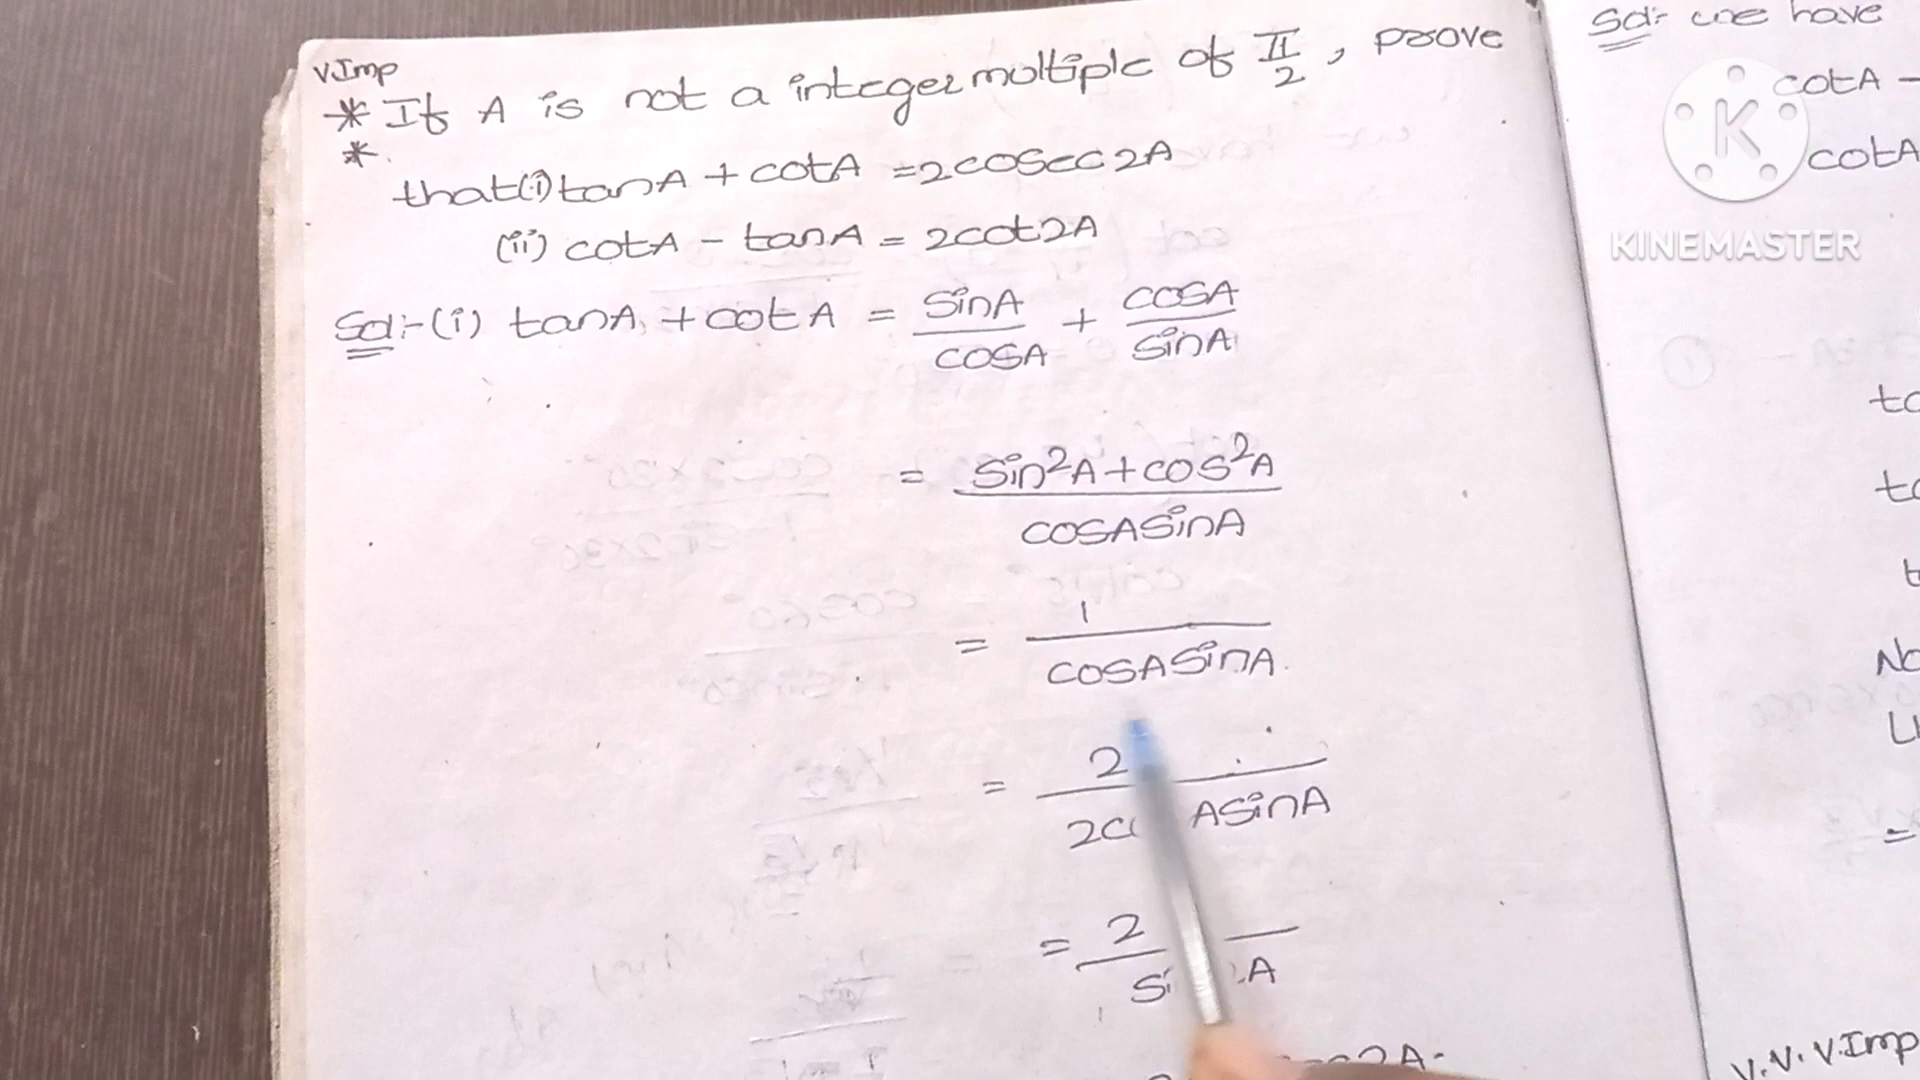 V.Imp
* If A is not a integer multiple of π/2, prove
*
that (i) tanA + cotA = 2cosec2A
(ii) cotA - tanA = 2cot2A
Sol:- (i) tanA + cotA = sinA/cosA + cosA/sinA
= sin²A + cos²A / cosAsinA
= 1 / cosAsinA
= 2 / 2c AsinA
= 2 / si A
2A.
Sol:- we have
cotA -
cotA
=
V.V.V.Imp
KINEMASTER